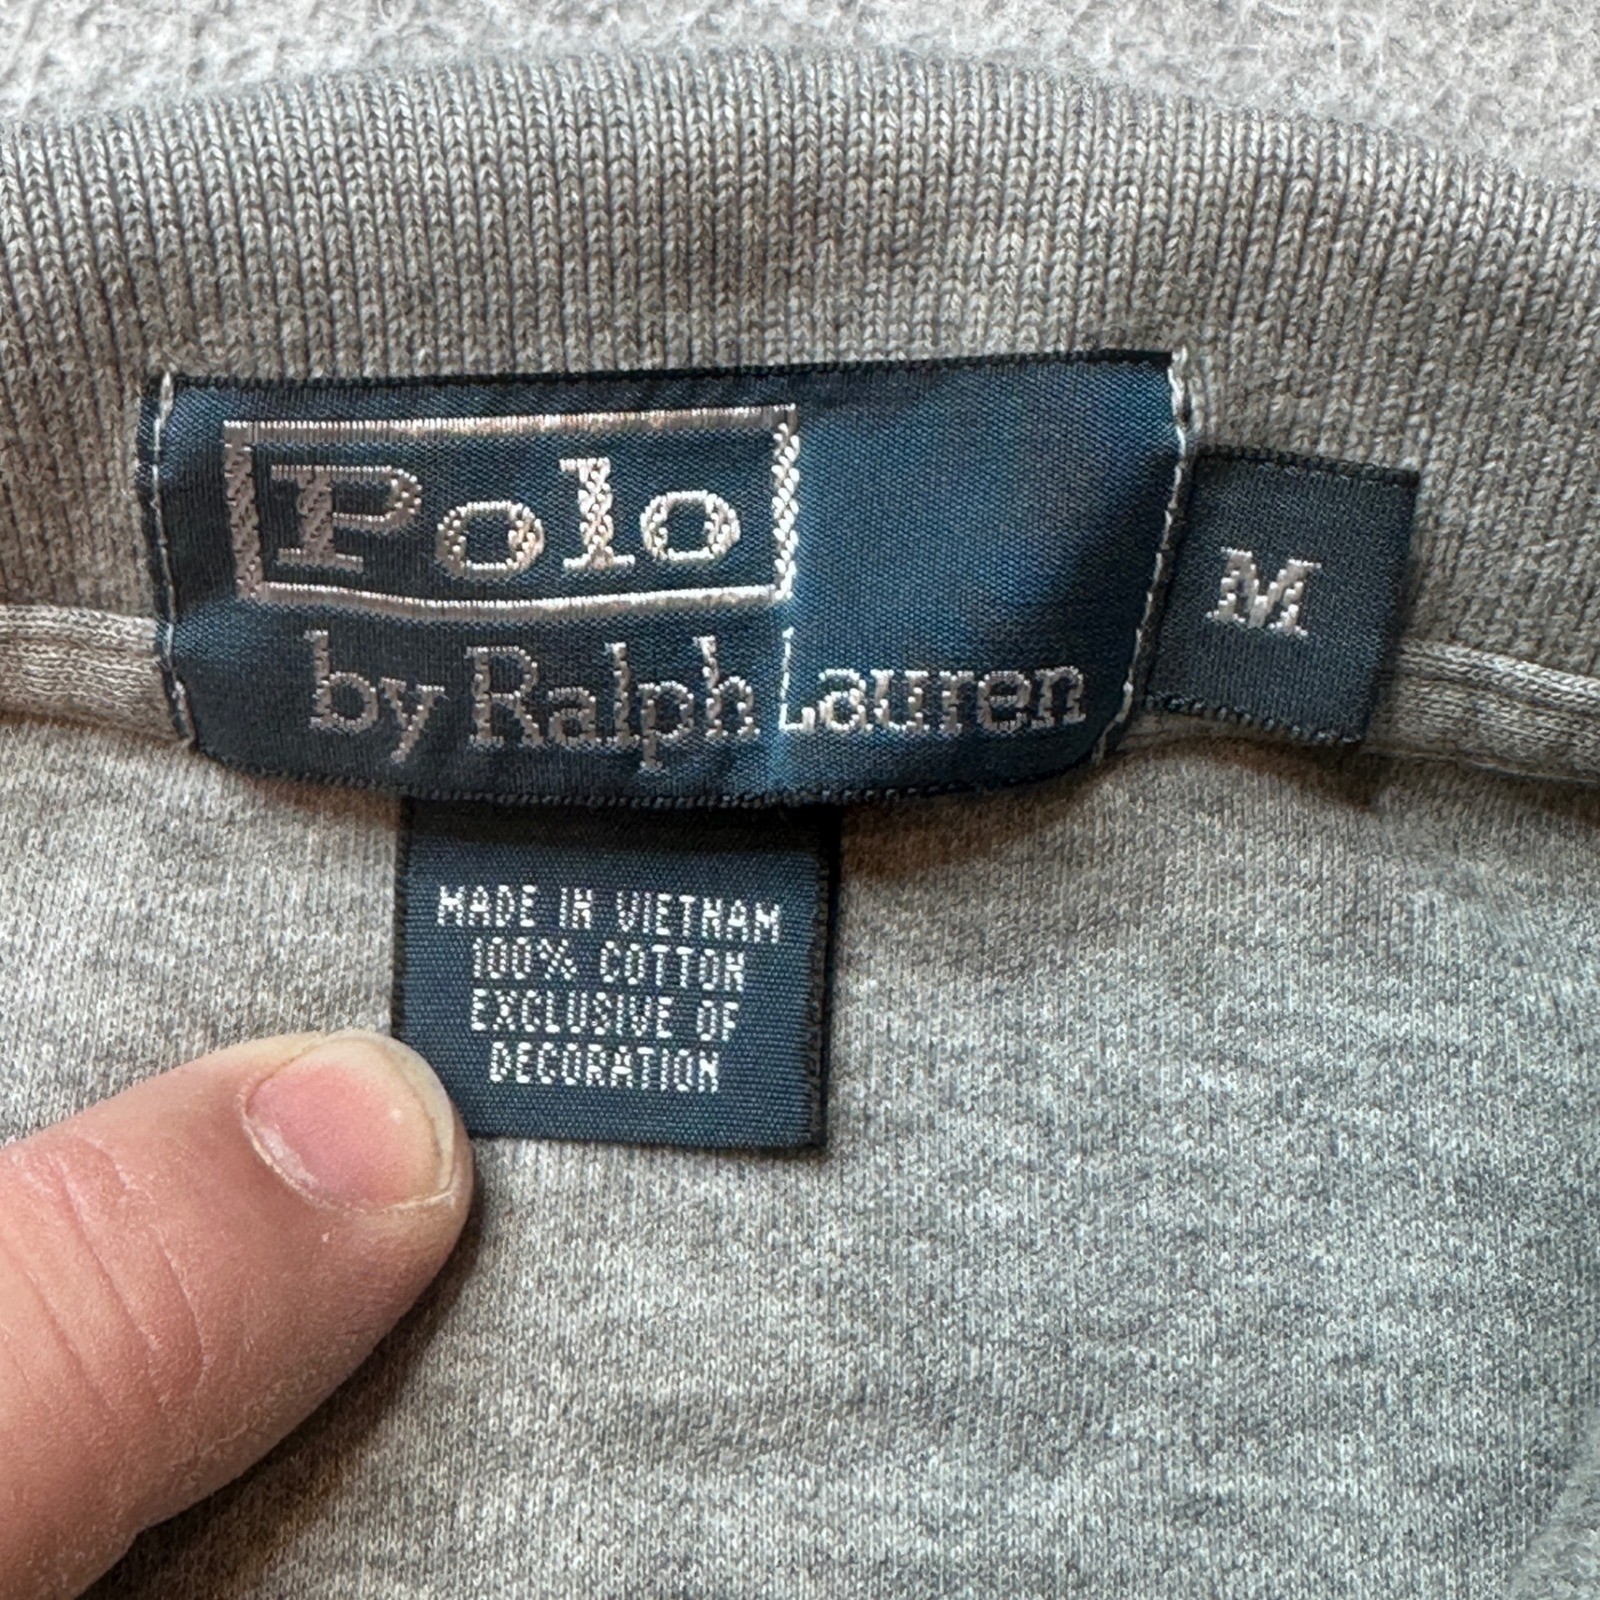 Polo
by Ralph Lauren
M
MADE IN VIETNAM
100% COTTON
EXCLUSIVE OF
DECORATION